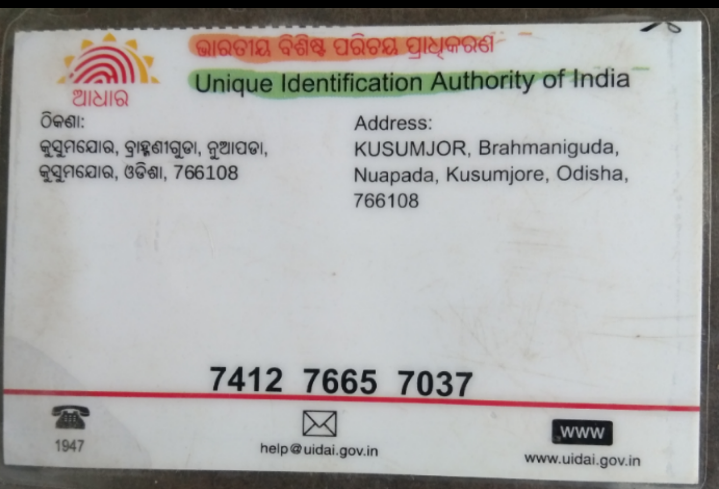 ଭାରତୀୟ ବିଶିଷ୍ଟ ପରିଚୟ ପ୍ରାଧିକରଣ
Unique Identification Authority of India
ଆଧାର
ଠିକଣା:
କୁସୁମଯୋର, ବ୍ରାହ୍ମଣୀଗୁଡା, ନୁଆପଡା,
କୁସୁମଯୋର, ଓଡିଶା, 766108
Address:
KUSUMJOR, Brahmaniguda,
Nuapada, Kusumjore, Odisha,
766108
7412 7665 7037
1947
help@uidai.gov.in
www
www.uidai.gov.in